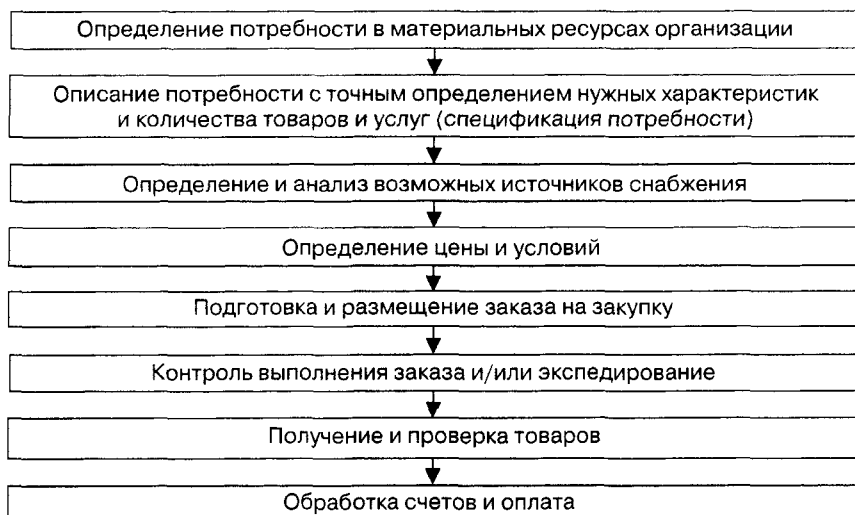 Определение потребности в материальных ресурсах организации
Описание потребности с точным определением нужных характеристик
и количества товаров и услуг (спецификация потребности)
Определение и анализ возможных источников снабжения
Определение цены и условий
Подготовка и размещение заказа на закупку
Контроль выполнения заказа и/или экспедирование
Получение и проверка товаров
Обработка счетов и оплата